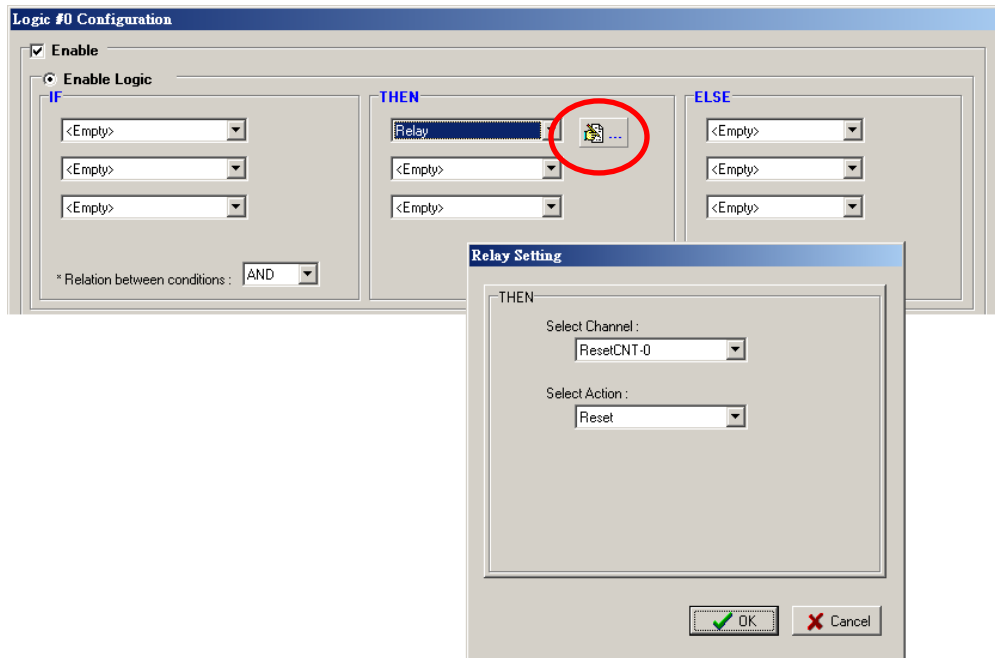 Logic #0 Configuration
Enable
Enable Logic
IF
THEN
ELSE
<Empty>
Relay
...
<Empty>
<Empty>
<Empty>
<Empty>
<Empty>
<Empty>
<Empty>
* Relation between conditions : AND
Relay Setting
THEN
Select Channel :
ResetCNT-0
Select Action :
Reset
OK
Cancel